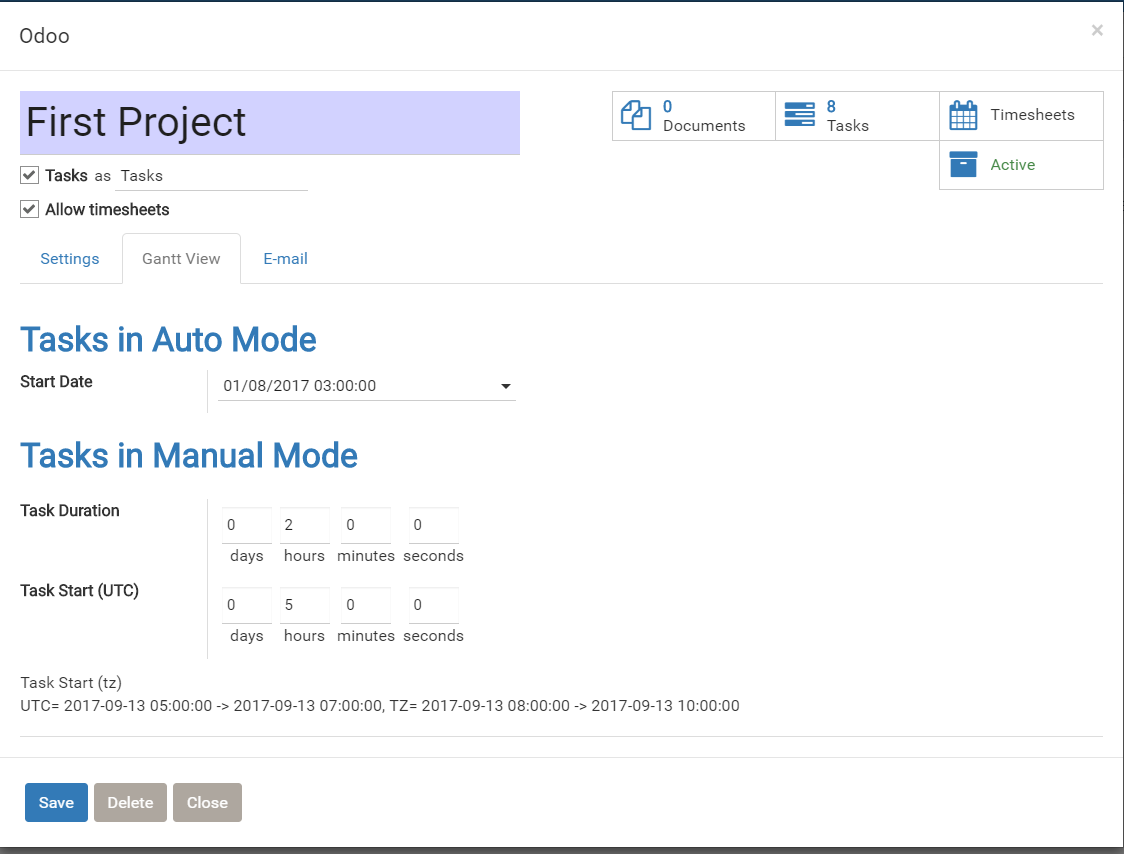 Odoo
×
First Project
0
Documents
8
Tasks
Timesheets
Active
Tasks as Tasks
Allow timesheets
Settings Gantt View E-mail
Tasks in Auto Mode
Start Date 01/08/2017 03:00:00
Tasks in Manual Mode
Task Duration 0 2 0 0
days hours minutes seconds
Task Start (UTC) 0 5 0 0
days hours minutes seconds
Task Start (tz)
UTC= 2017-09-13 05:00:00 -> 2017-09-13 07:00:00, TZ= 2017-09-13 08:00:00 -> 2017-09-13 10:00:00
Save Delete Close